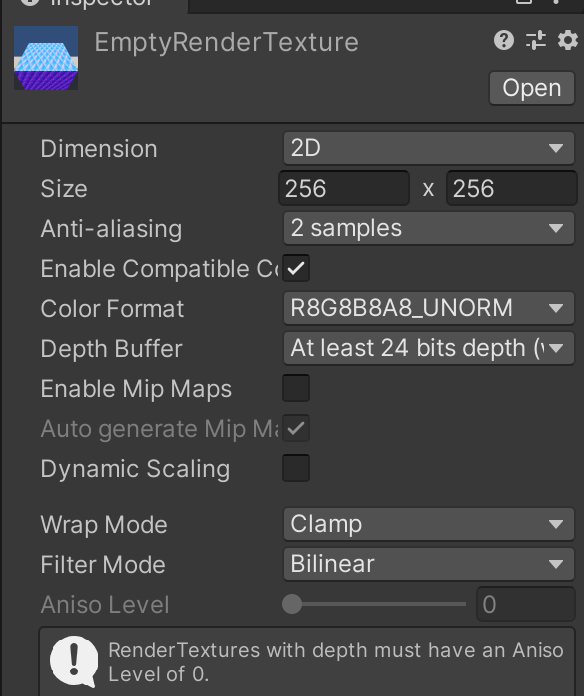 Inspector
EmptyRenderTexture
Open
Dimension 2D
Size 256 x 256
Anti-aliasing 2 samples
Enable Compatible Co
Color Format R8G8B8A8_UNORM
Depth Buffer At least 24 bits depth (
Enable Mip Maps
Auto generate Mip Ma
Dynamic Scaling
Wrap Mode Clamp
Filter Mode Bilinear
Aniso Level 0
RenderTextures with depth must have an Aniso
Level of 0.